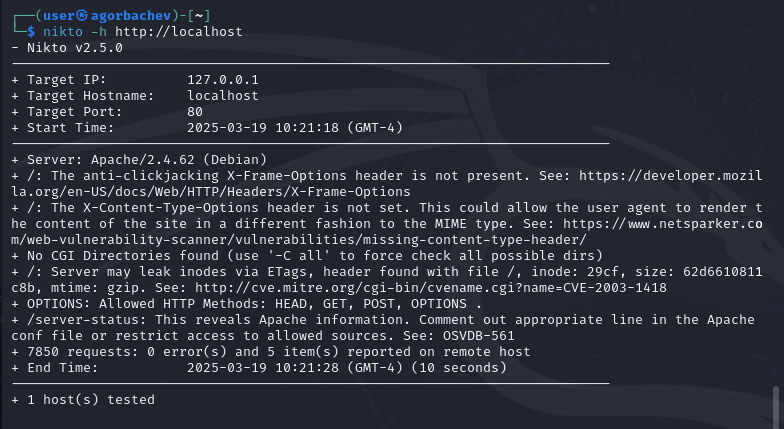 ┌──(user㉿agorbachev)-[~]
└─$ nikto -h http://localhost
- Nikto v2.5.0
---------------------------------------------------------------------------
+ Target IP:          127.0.0.1
+ Target Hostname:    localhost
+ Target Port:        80
+ Start Time:         2025-03-19 10:21:18 (GMT-4)
---------------------------------------------------------------------------
+ Server: Apache/2.4.62 (Debian)
+ /: The anti-clickjacking X-Frame-Options header is not present. See: https://developer.mozil
la.org/en-US/docs/Web/HTTP/Headers/X-Frame-Options
+ /: The X-Content-Type-Options header is not set. This could allow the user agent to render t
he content of the site in a different fashion to the MIME type. See: https://www.netsparker.co
m/web-vulnerability-scanner/vulnerabilities/missing-content-type-header/
+ No CGI Directories found (use '-C all' to force check all possible dirs)
+ /: Server may leak inodes via ETags, header found with file /, inode: 29cf, size: 62d6610811
c8b, mtime: gzip. See: http://cve.mitre.org/cgi-bin/cvename.cgi?name=CVE-2003-1418
+ OPTIONS: Allowed HTTP Methods: HEAD, GET, POST, OPTIONS .
+ /server-status: This reveals Apache information. Comment out appropriate line in the Apache
conf file or restrict access to allowed sources. See: OSVDB-561
+ 7850 requests: 0 error(s) and 5 item(s) reported on remote host
+ End Time:           2025-03-19 10:21:28 (GMT-4) (10 seconds)
---------------------------------------------------------------------------
+ 1 host(s) tested